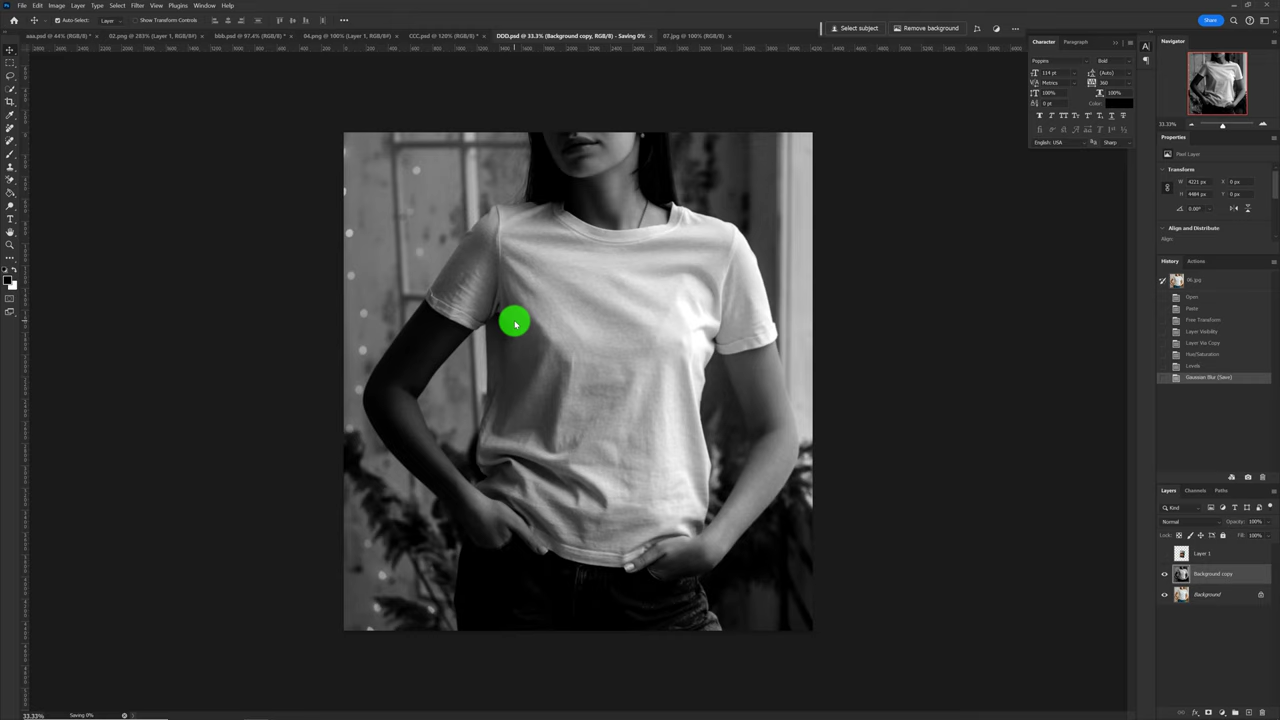 File Edit Image Layer Type Select Filter View Plugins Window Help
Auto-Select: Layer Show Transform Controls Share
aaa.psd @ 44% (RGB/8) * 02.png @ 283% (Layer 1, RGB/8#) bbb.psd @ 97.4% (RGB/8) * 04.png @ 100% (Layer 1, RGB/8#) CCC.psd @ 120% (RGB/8) * DDD.psd @ 33.3% (Background copy, RGB/8) - Saving 0% 07.jpg @ 100% (RGB/8)
Select subject Remove background
Character Paragraph
Poppins Bold
114 pt (Auto)
Metrics 360
100% 100%
0 pt Color:
English: USA Sharp
Navigator
33.33%
Properties
Pixel Layer
Transform
W 4221 px X 0 px
H 4484 px Y 0 px
0.00°
Align and Distribute
Align:
History Actions
06.jpg
Open
Paste
Free Transform
Layer Visibility
Layer Via Copy
Hue/Saturation
Levels
Gaussian Blur (Save)
Layers Channels Paths
Kind
Normal Opacity: 100%
Lock: Fill: 100%
Layer 1
Background copy
Background
33.33% Saving 0%